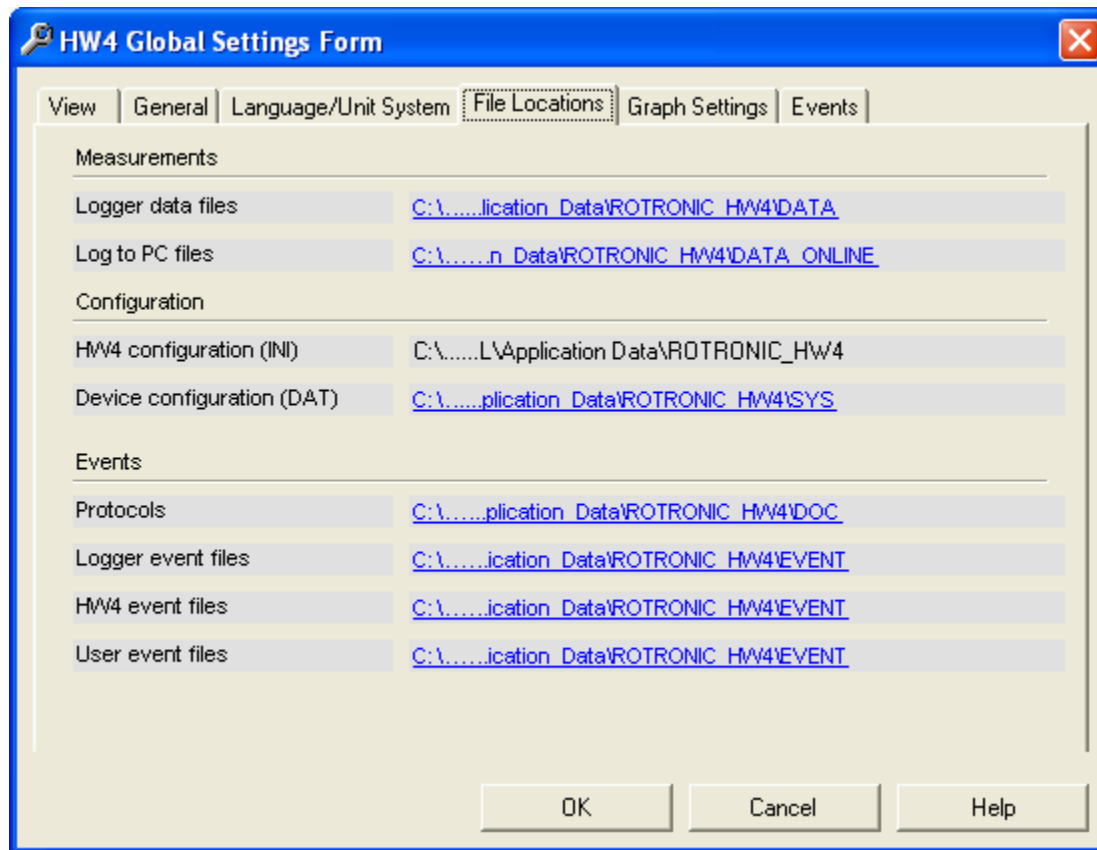 HW4 Global Settings Form
View General Language/Unit System File Locations Graph Settings Events
Measurements
Logger data files C:\......lication_Data\ROTRONIC_HW4\DATA
Log to PC files C:\......n_Data\ROTRONIC_HW4\DATA_ONLINE
Configuration
HW4 configuration (INI) C:\......L\Application Data\ROTRONIC_HW4
Device configuration (DAT) C:\......plication_Data\ROTRONIC_HW4\SYS
Events
Protocols C:\......plication_Data\ROTRONIC_HW4\DOC
Logger event files C:\......ication_Data\ROTRONIC_HW4\EVENT
HW4 event files C:\......ication_Data\ROTRONIC_HW4\EVENT
User event files C:\......ication_Data\ROTRONIC_HW4\EVENT
OK Cancel Help